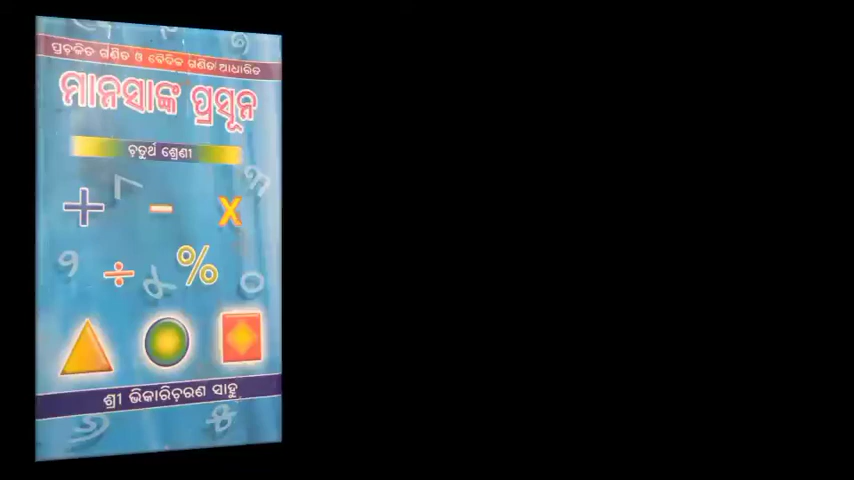 ପ୍ରଚଳିତ ଗଣିତ ଓ ବୈଦିକ ଗଣିତ ଆଧାରିତ
ମାନସାଙ୍କ ପ୍ରସୂନ
ଚତୁର୍ଥ ଶ୍ରେଣୀ
+ - x
÷ %
ଶ୍ରୀ ଭିକାରିଚରଣ ସାହୁ